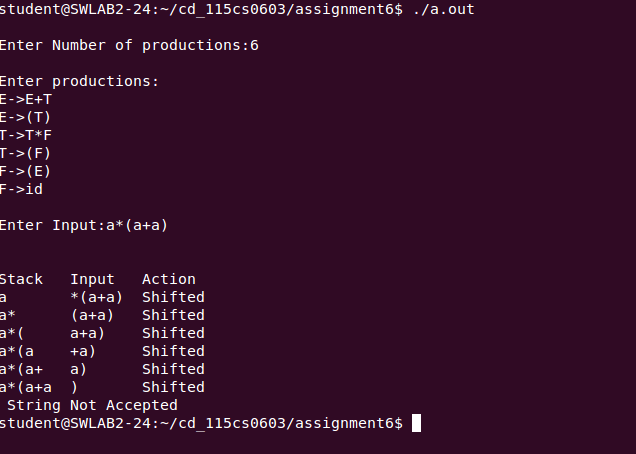 student@SWLAB2-24:~/cd_115cs0603/assignment6$ ./a.out
Enter Number of productions:6
Enter productions:
E->E+T
E->(T)
T->T*F
T->(F)
F->(E)
F->id
Enter Input:a*(a+a)
Stack Input Action
a *(a+a) Shifted
a* (a+a) Shifted
a*( a+a) Shifted
a*(a +a) Shifted
a*(a+ a) Shifted
a*(a+a ) Shifted
String Not Accepted
student@SWLAB2-24:~/cd_115cs0603/assignment6$